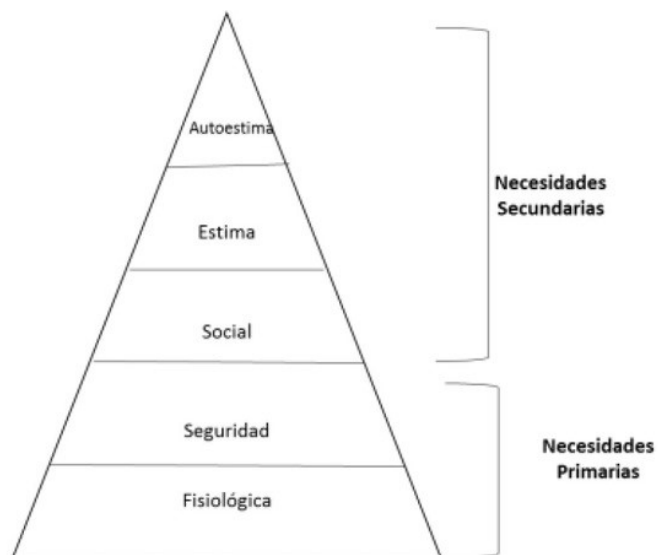 Autoestima
Estima
Social
Seguridad
Fisiológica
Necesidades
Secundarias
Necesidades
Primarias